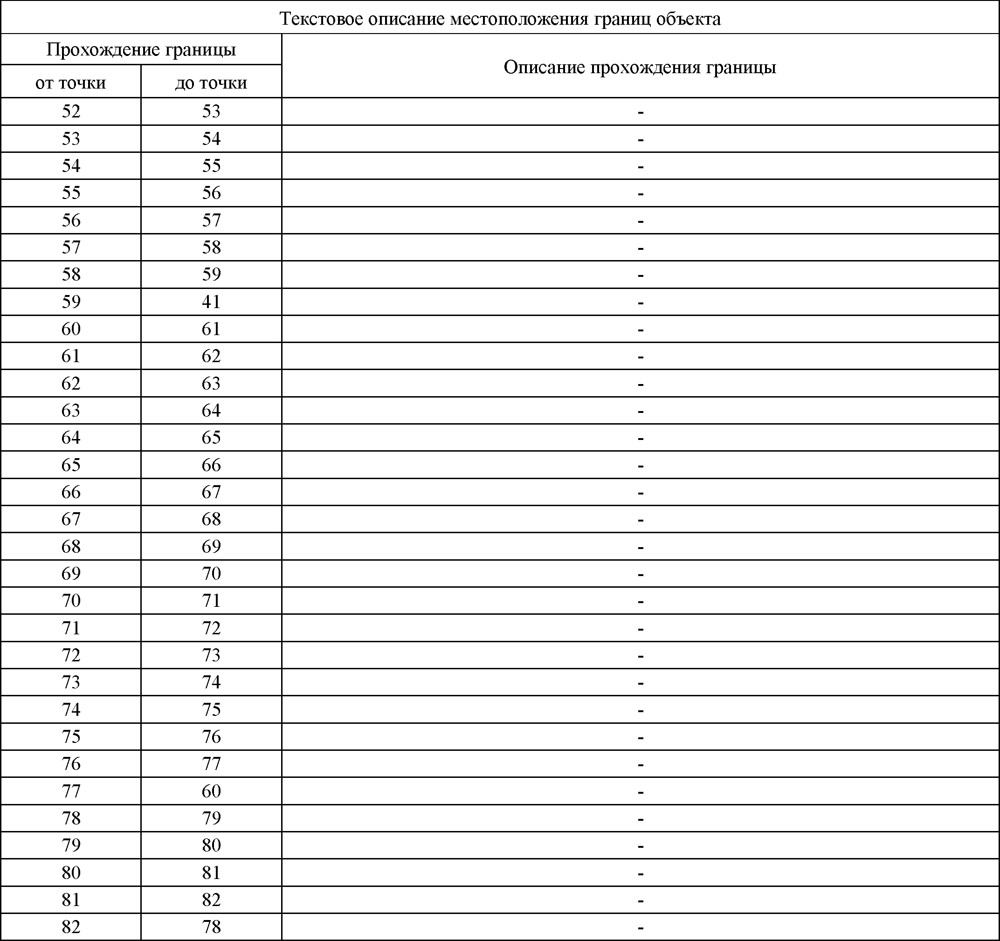 Текстовое описание местоположения границ объекта
Прохождение границы
Описание прохождения границы
от точки до точки
52 53 -
53 54 -
54 55 -
55 56 -
56 57 -
57 58 -
58 59 -
59 41 -
60 61 -
61 62 -
62 63 -
63 64 -
64 65 -
65 66 -
66 67 -
67 68 -
68 69 -
69 70 -
70 71 -
71 72 -
72 73 -
73 74 -
74 75 -
75 76 -
76 77 -
77 60 -
78 79 -
79 80 -
80 81 -
81 82 -
82 78 -